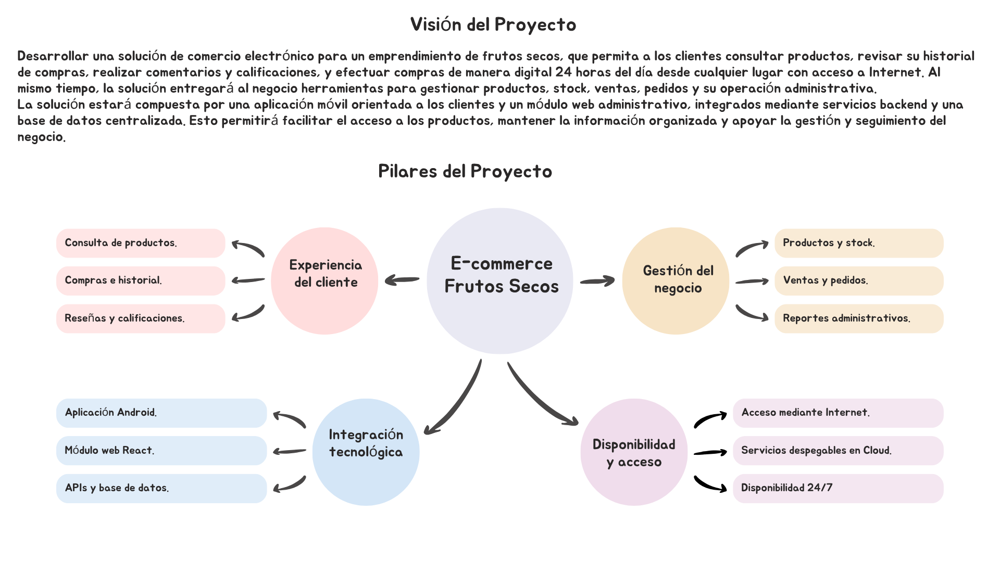 Visión del Proyecto
Desarrollar una solución de comercio electrónico para un emprendimiento de frutos secos, que permita a los clientes consultar productos, revisar su historial
de compras, realizar comentarios y calificaciones, y efectuar compras de manera digital 24 horas del día desde cualquier lugar con acceso a Internet. Al
mismo tiempo, la solución entregará al negocio herramientas para gestionar productos, stock, ventas, pedidos y su operación administrativa.
La solución estará compuesta por una aplicación móvil orientada a los clientes y un módulo web administrativo, integrados mediante servicios backend y una
base de datos centralizada. Esto permitirá facilitar el acceso a los productos, mantener la información organizada y apoyar la gestión y seguimiento del
negocio.
Pilares del Proyecto
E-commerce
Frutos Secos
Experiencia
del cliente
Consulta de productos.
Compras e historial.
Reseñas y calificaciones.
Gestión del
negocio
Productos y stock.
Ventas y pedidos.
Reportes administrativos.
Integración
tecnológica
Aplicación Android.
Módulo web React.
APIs y base de datos.
Disponibilidad
y acceso
Acceso mediante Internet.
Servicios despegables en Cloud.
Disponibilidad 24/7